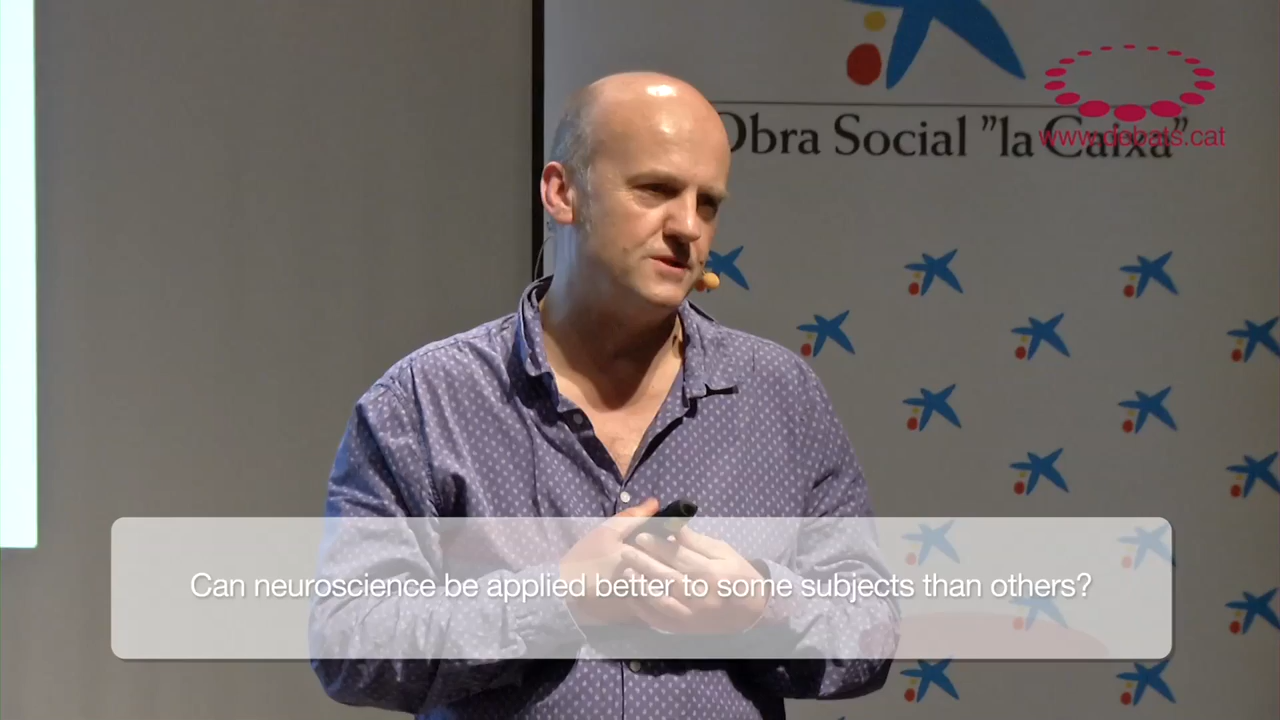 Obra Social "la Caixa"
www.debats.cat
Can neuroscience be applied better to some subjects than others?